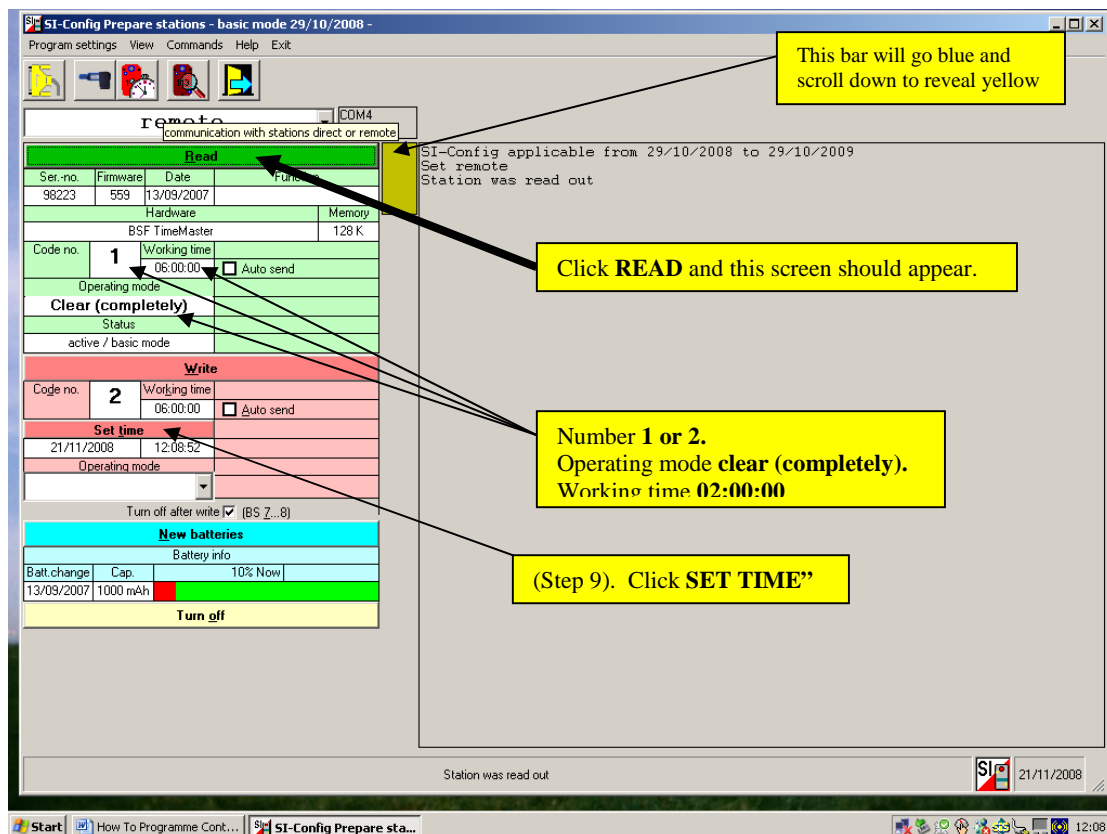 SI-Config Prepare stations - basic mode 29/10/2008 -
Program settings View Commands Help Exit
This bar will go blue and
scroll down to reveal yellow
remote
COM4
communication with stations direct or remote
Read
Ser.-no. Firmware Date
98223 559 13/09/2007
Hardware Memory
BSF TimeMaster 128 K
Code no. 1 Working time
06:00:00 Auto send
Operating mode
Clear (completely)
Status
active / basic mode
Write
Code no. 2 Working time
06:00:00 Auto send
Set time
21/11/2008 12:08:52
Operating mode
Turn off after write (BS 7...8)
New batteries
Battery info
Batt.change Cap. 10% Now
13/09/2007 1000 mAh
Turn off
SI-Config applicable from 29/10/2008 to 29/10/2009
Set remote
Station was read out
Click READ and this screen should appear.
Number 1 or 2.
Operating mode clear (completely).
Working time 02:00:00
(Step 9). Click SET TIME”
Station was read out
SI
21/11/2008
Start
How To Programme Cont...
SI-Config Prepare sta...
12:08